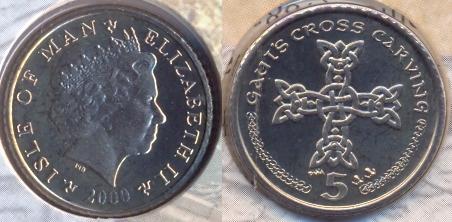 ISLE OF MAN
ELIZABETH II
2000
GAUT'S CROSS CARVING
5